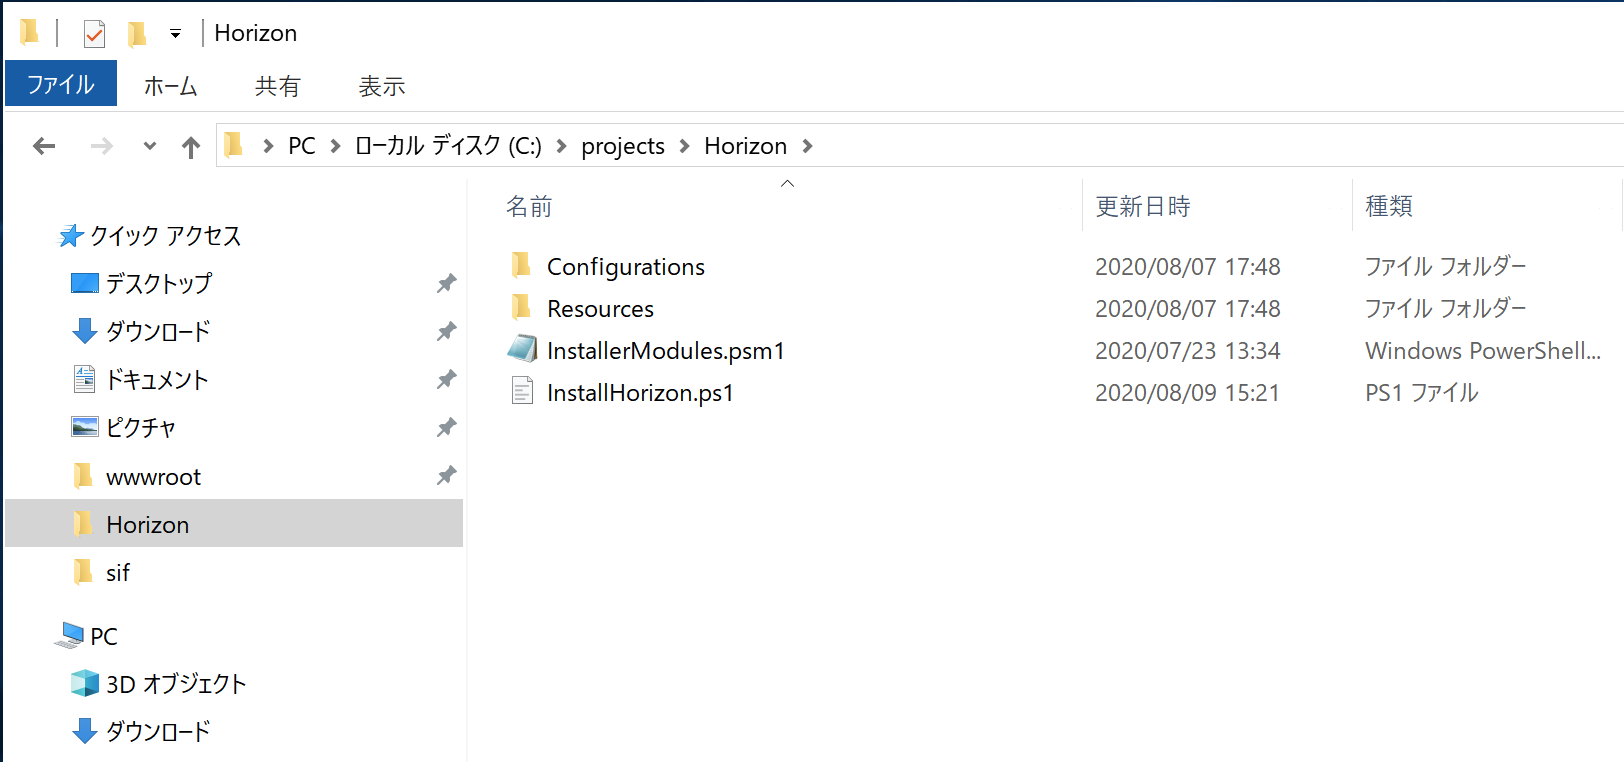 Horizon
ファイル ホーム 共有 表示
PC ローカル ディスク (C:) projects Horizon
名前 更新日時 種類
クイック アクセス
デスクトップ
ダウンロード
ドキュメント
ピクチャ
wwwroot
Horizon
sif
PC
3D オブジェクト
ダウンロード
Configurations 2020/08/07 17:48 ファイル フォルダー
Resources 2020/08/07 17:48 ファイル フォルダー
InstallerModules.psm1 2020/07/23 13:34 Windows PowerShell...
InstallHorizon.ps1 2020/08/09 15:21 PS1 ファイル